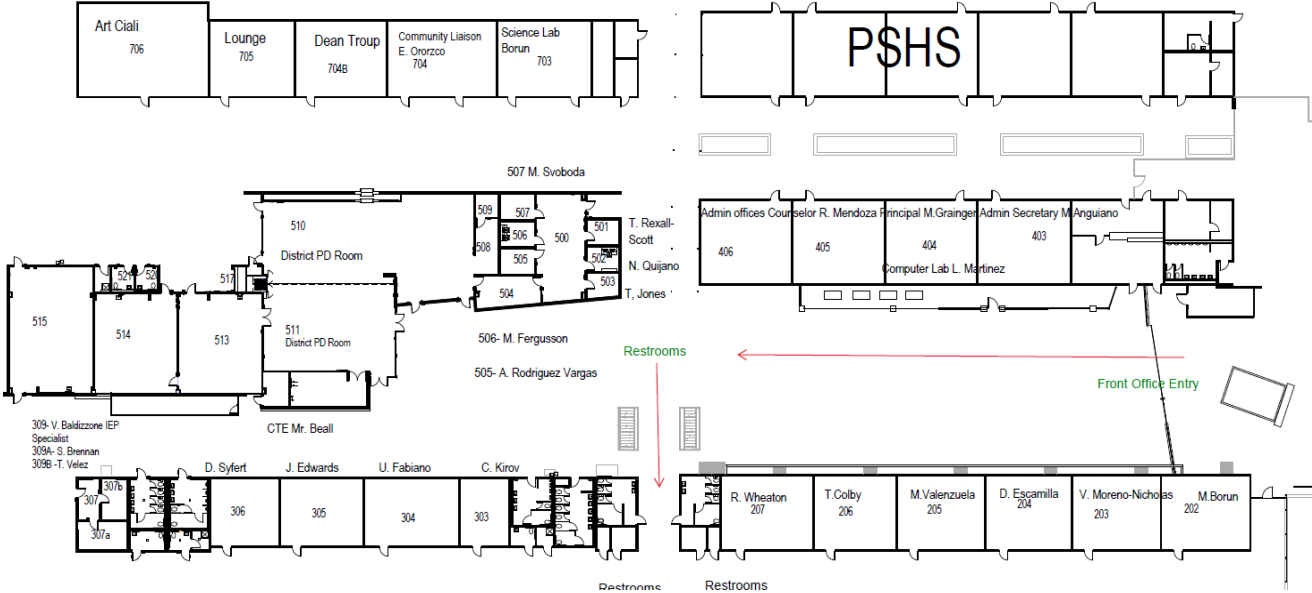 Art Ciali
706
Lounge
705
Dean Troup
704B
Community Liaison
E. Ororzco
704
Science Lab
Borun
703
PSHS
507 M. Svoboda
510
District PD Room
509
508
507
506
505
504
500
501
502
503
T. Rexall-
Scott
N. Quijano
T, Jones
Admin offices
406
Counselor R. Mendoza
405
Principal M.Grainger
404
Admin Secretary M.Anguiano
403
Computer Lab L. Martinez
515
521
52
514
517
513
511
District PD Room
506- M. Fergusson
505- A. Rodriguez Vargas
Restrooms
Front Office Entry
CTE Mr. Beall
309- V. Baldizzone IEP
Specialist
309A- S. Brennan
309B -T. Velez
307
307b
307a
D. Syfert
306
J. Edwards
305
U. Fabiano
304
C. Kirov
303
R. Wheaton
207
T.Colby
206
M.Valenzuela
205
D. Escamilla
204
V. Moreno-Nicholas
203
M.Borun
202
Restrooms
Restrooms